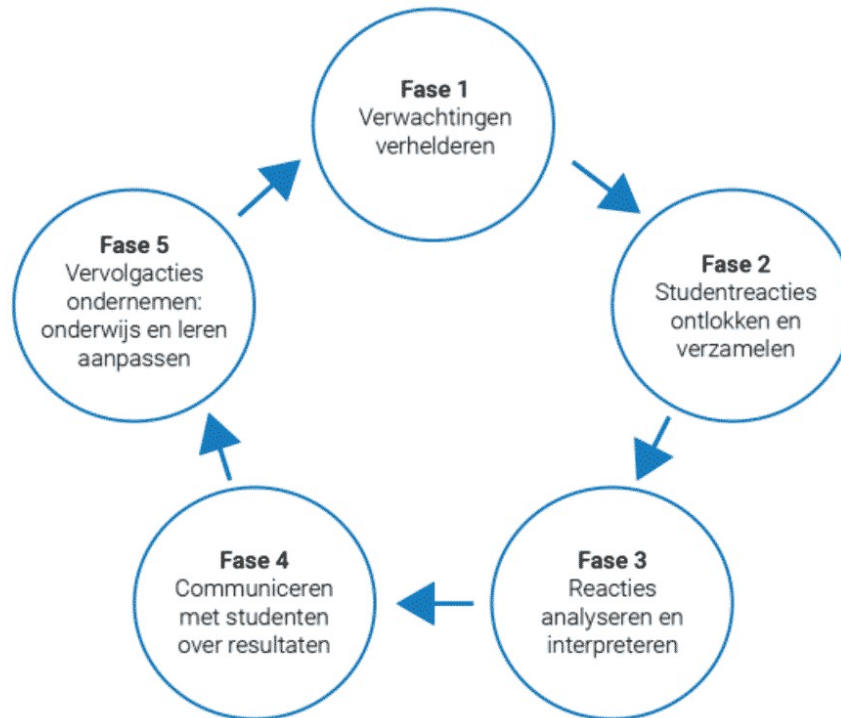 Fase 1
Verwachtingen
verhelderen
Fase 2
Studentreacties
ontlokken en
verzamelen
Fase 3
Reacties
analyseren en
interpreteren
Fase 4
Communiceren
met studenten
over resultaten
Fase 5
Vervolgacties
ondernemen:
onderwijs en leren
aanpassen